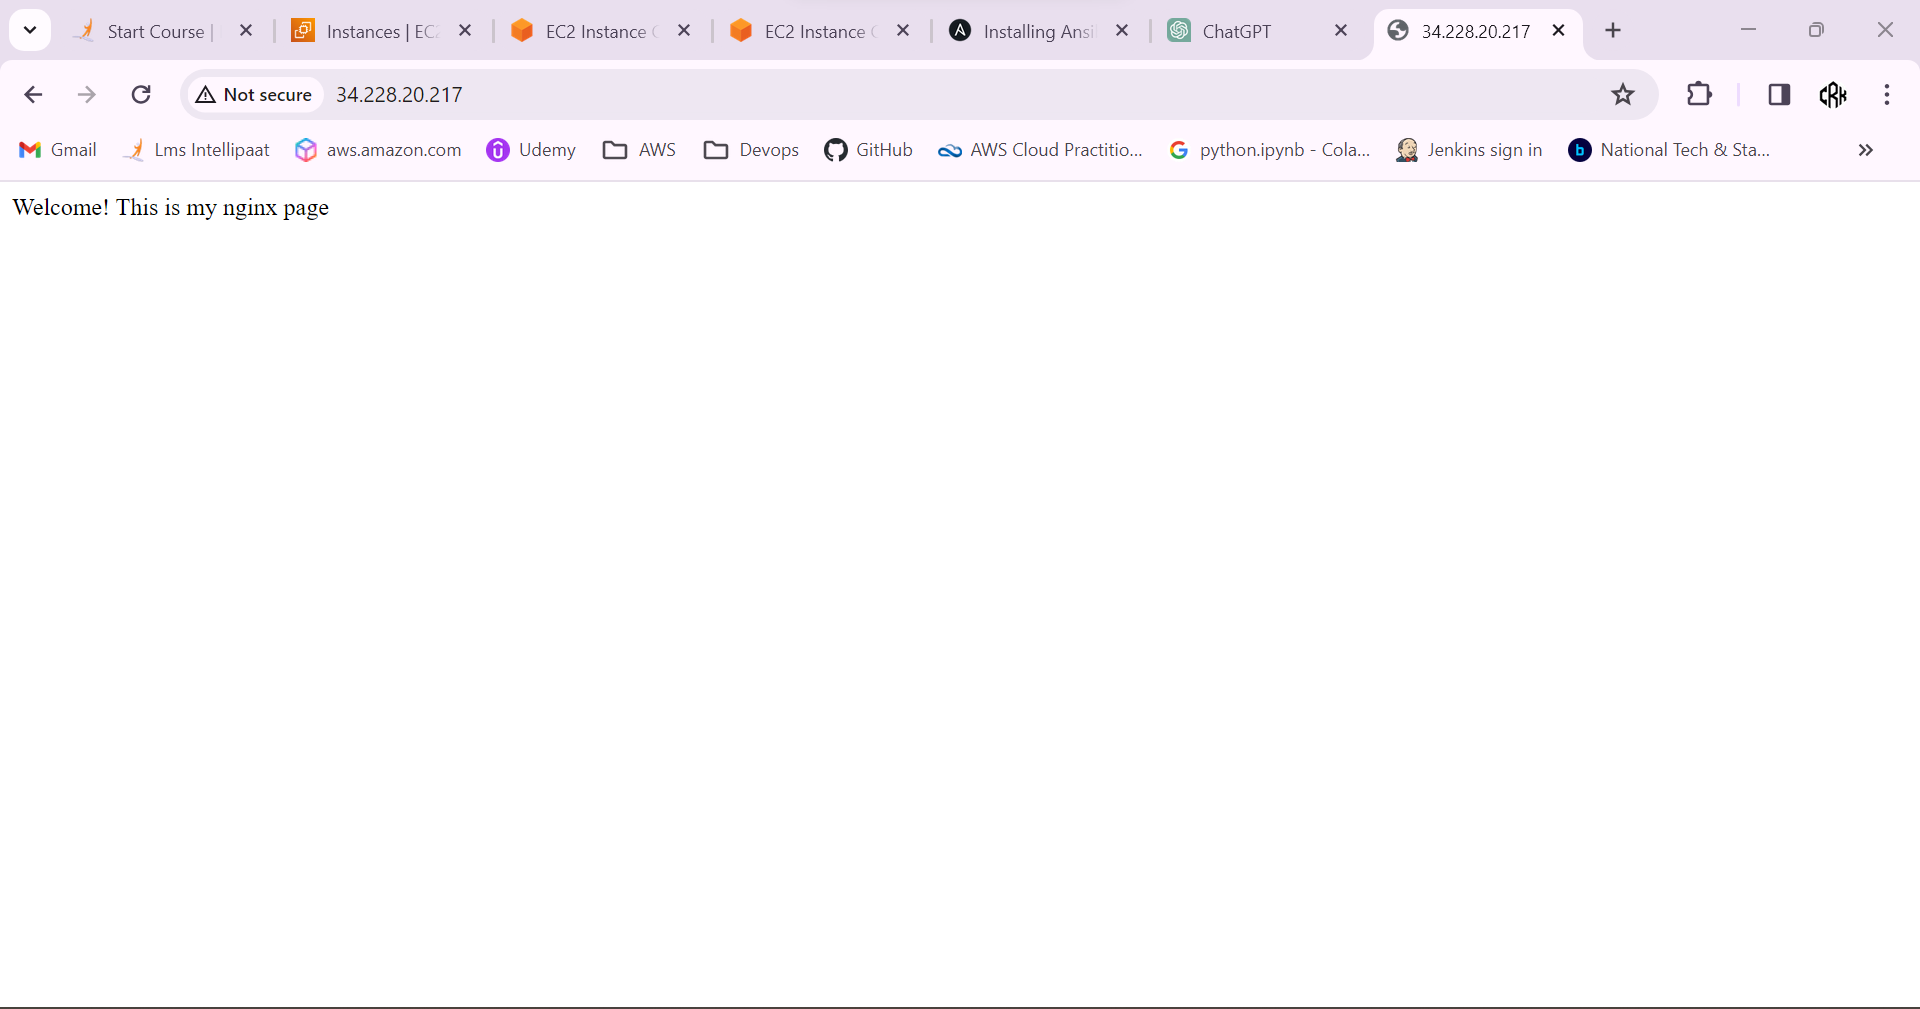 Start Course |
Instances | EC2
EC2 Instance C
EC2 Instance C
Installing Ansi
ChatGPT
34.228.20.217
Not secure
34.228.20.217
CRK
Gmail
Lms Intellipaat
aws.amazon.com
Udemy
AWS
Devops
GitHub
AWS Cloud Practitio...
python.ipynb - Cola...
Jenkins sign in
b
National Tech & Sta...
Welcome! This is my nginx page